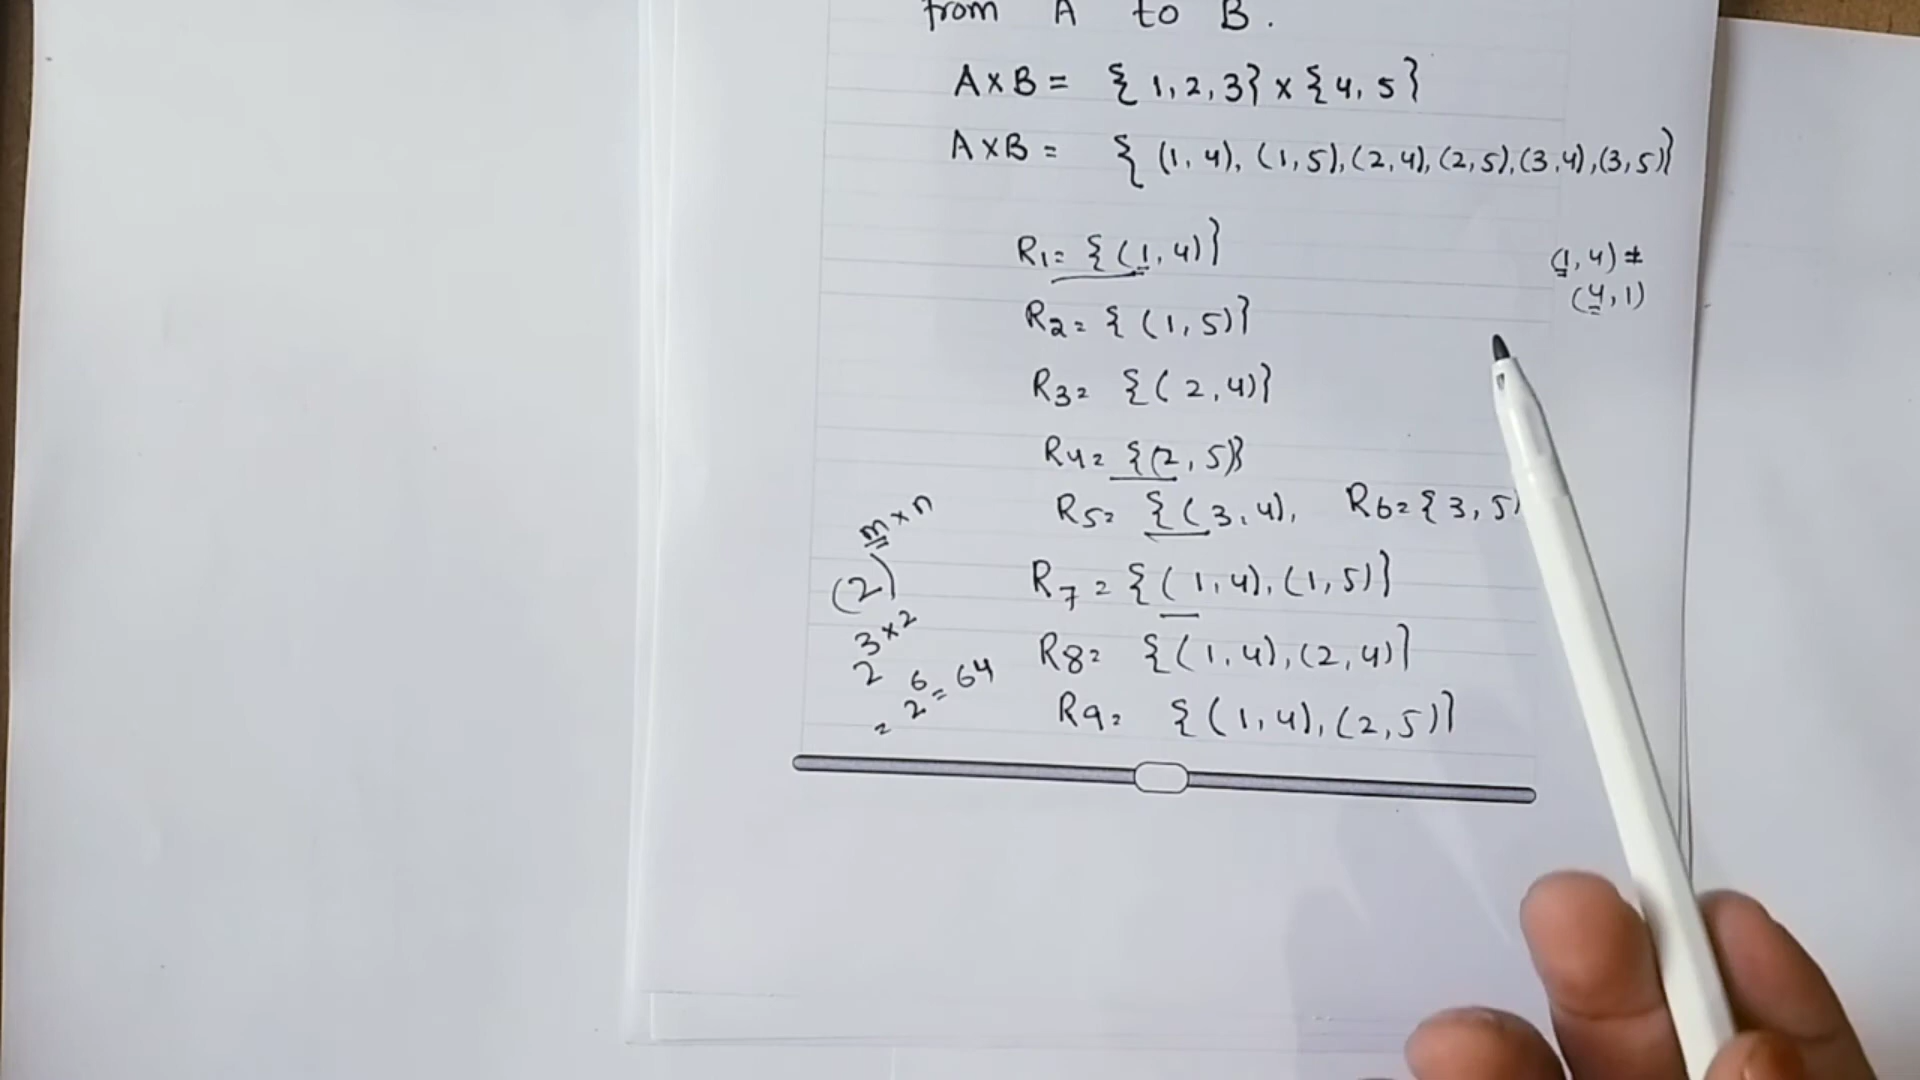 from A to B.
A x B = { 1, 2, 3} x { 4, 5 }
A x B = { (1, 4), (1, 5), (2, 4), (2, 5), (3, 4), (3, 5)}
R1= { (1, 4)}
(1, 4) ≠
(4, 1)
R2= { (1, 5)}
R3= { ( 2, 4)}
R4= { (2, 5)}
R5= { ( 3, 4), R6= { 3, 5)
R7= { ( 1, 4), (1, 5)}
R8= { (1, 4), (2, 4)}
R9= { (1, 4), (2, 5)}
(2)^m x n
2^3 x 2
= 2^6 = 64